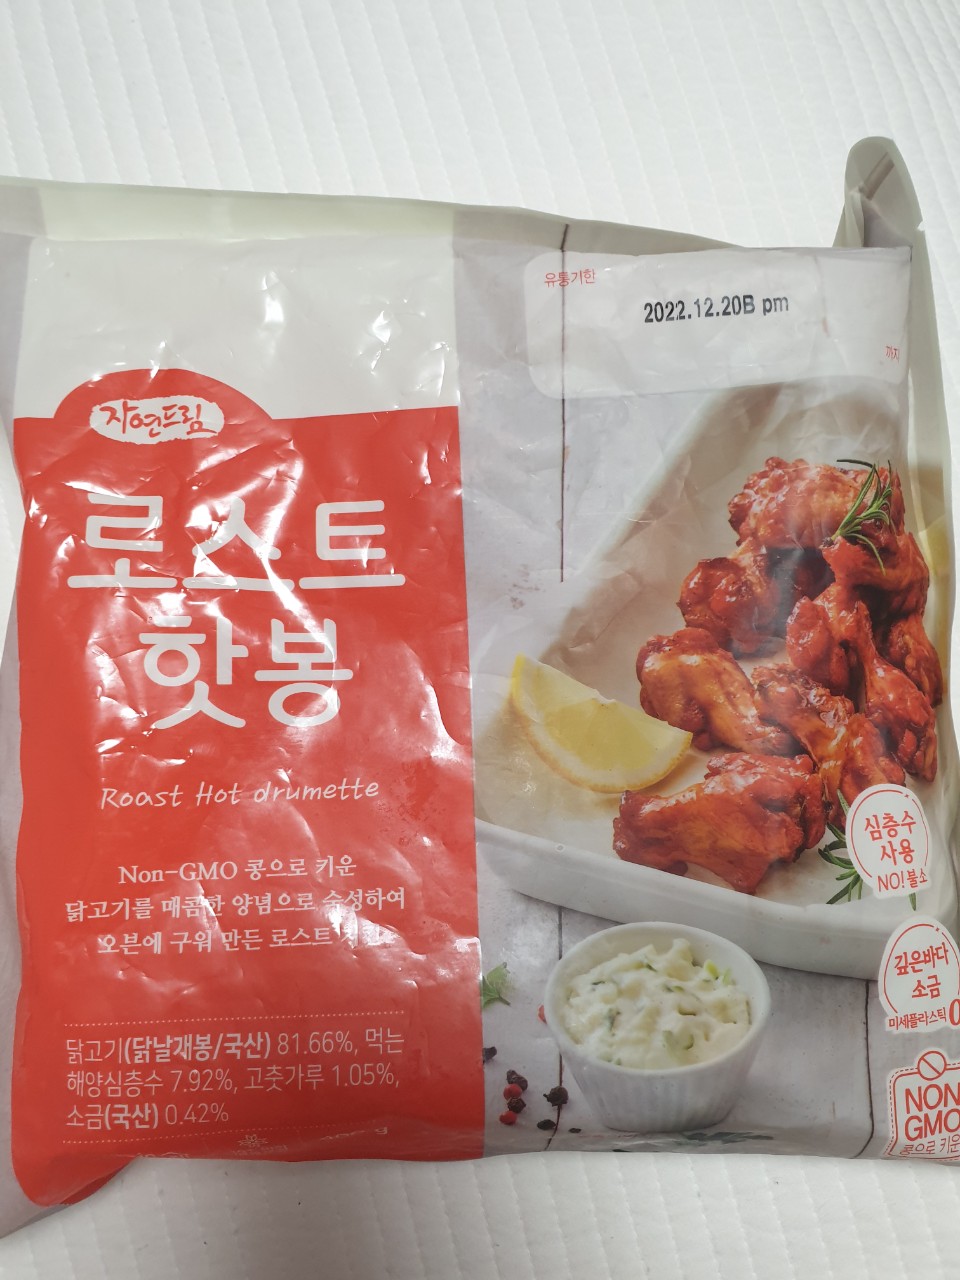 유통기한
2022.12.20B pm
까지
자연드림
로스트
핫봉
Roast Hot drumette
Non-GMO 콩으로 키운
닭고기를 매콤한 양념으로 숙성하여
오븐에 구워 만든 로스트
닭고기(닭날개봉/국산) 81.66%, 먹는
해양심층수 7.92%, 고춧가루 1.05%,
소금(국산) 0.42%
심층수
사용
NO! 불소
깊은바다
소금
미세플라스틱 0
NON
GMO
콩으로 키운